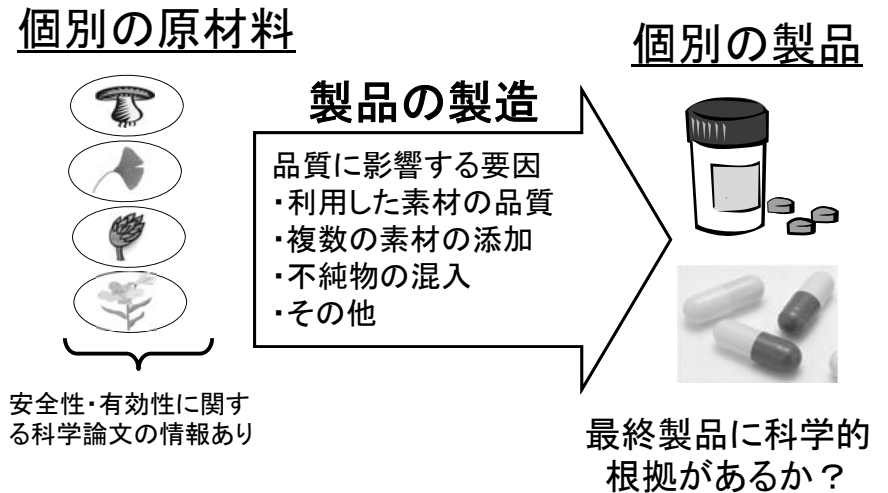 個別の原材料
個別の製品
製品の製造
品質に影響する要因
・利用した素材の品質
・複数の素材の添加
・不純物の混入
・その他
安全性・有効性に関す
る科学論文の情報あり
最終製品に科学的
根拠があるか？